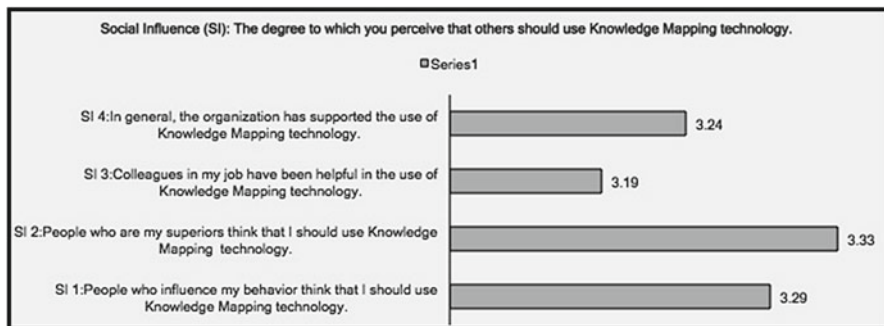 Social Influence (SI): The degree to which you perceive that others should use Knowledge Mapping technology.
Series1
SI 4:In general, the organization has supported the use of
Knowledge Mapping technology.
3.24
SI 3:Colleagues in my job have been helpful in the use of
Knowledge Mapping technology.
3.19
SI 2:People who are my superiors think that I should use Knowledge
Mapping technology.
3.33
SI 1:People who influence my behavior think that I should use
Knowledge Mapping technology.
3.29